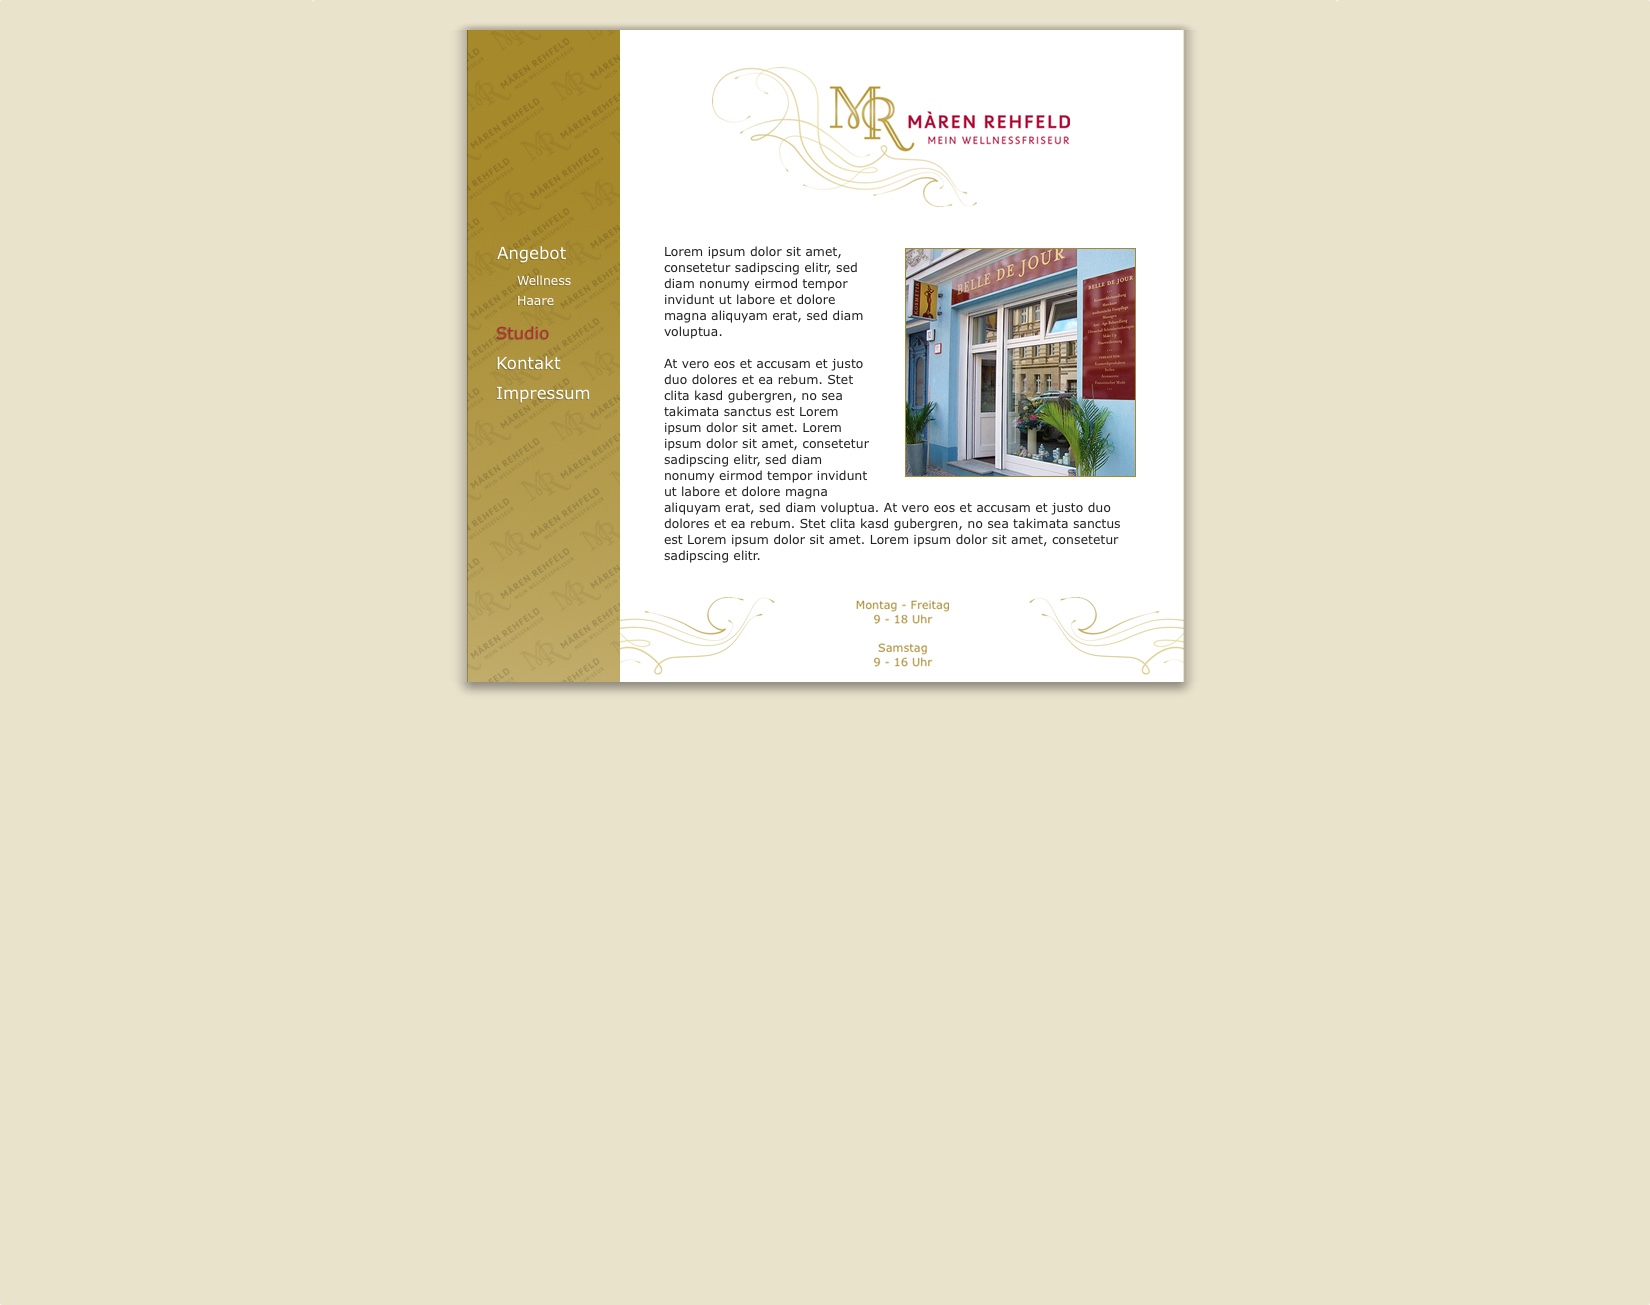 MR MÀREN REHFELD
MEIN WELLNESSFRISEUR
Angebot
Wellness
Haare
Studio
Kontakt
Impressum
Lorem ipsum dolor sit amet,
consetetur sadipscing elitr, sed
diam nonumy eirmod tempor
invidunt ut labore et dolore
magna aliquyam erat, sed diam
voluptua.
At vero eos et accusam et justo
duo dolores et ea rebum. Stet
clita kasd gubergren, no sea
takimata sanctus est Lorem
ipsum dolor sit amet. Lorem
ipsum dolor sit amet, consetetur
sadipscing elitr, sed diam
nonumy eirmod tempor invidunt
ut labore et dolore magna
aliquyam erat, sed diam voluptua. At vero eos et accusam et justo duo
dolores et ea rebum. Stet clita kasd gubergren, no sea takimata sanctus
est Lorem ipsum dolor sit amet. Lorem ipsum dolor sit amet, consetetur
sadipscing elitr.
BELLE DE JOUR
KOSMETIK
BELLE DE JOUR
Montag - Freitag
9 - 18 Uhr
Samstag
9 - 16 Uhr